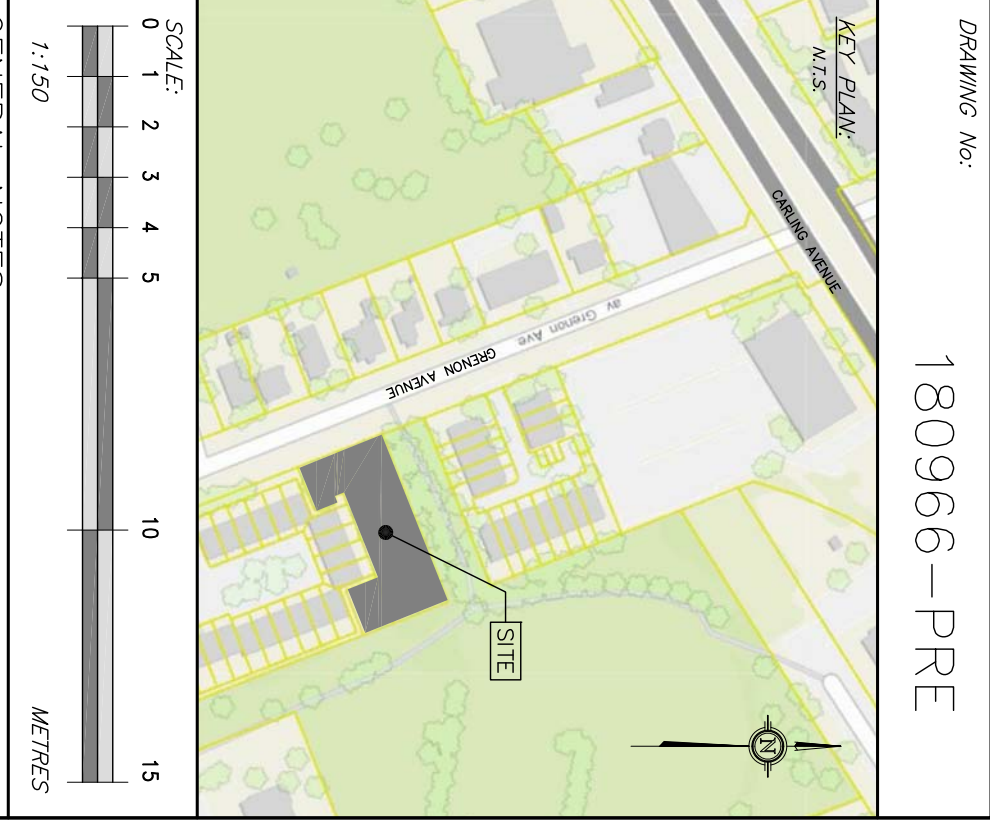 DRAWING No:
180966-PRE
KEY PLAN:
N.T.S.
CARLING AVENUE
av Grenon Ave
GRENON AVENUE
SITE
N
SCALE:
0 1 2 3 4 5 10 15
1:150
METRES